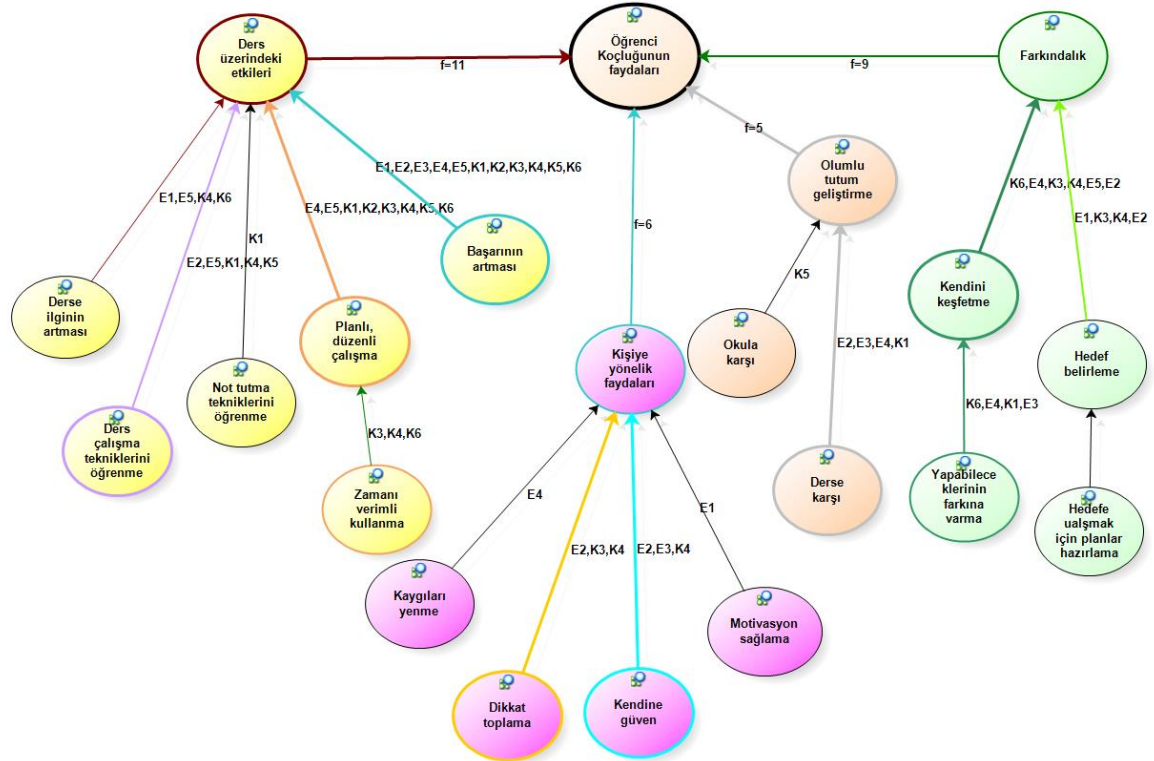 Ders
üzerindeki
etkileri
f=11
Öğrenci
Koçluğunun
faydaları
f=9
Farkındalık
f=5
Olumlu
tutum
geliştirme
E1,E2,E3,E4,E5,K1,K2,K3,K4,K5,K6
K6,E4,K3,K4,E5,E2
E1,E5,K4,K6
E4,E5,K1,K2,K3,K4,K5,K6
E1,K3,K4,E2
K1
f=6
E2,E5,K1,K4,K5
Başarının
artması
K5
Kendini
keşfetme
Derse
ilginin
artması
Planlı,
düzenli
çalışma
Kişiye
yönelik
faydaları
Okula
karşı
E2,E3,E4,K1
Hedef
belirleme
Not tutma
tekniklerini
öğrenme
K6,E4,K1,E3
Ders
çalışma
tekniklerini
öğrenme
K3,K4,K6
Zamanı
verimli
kullanma
E4
E1
Derse
karşı
Yapabilece
klerinin
farkına
varma
Hedefe
ualşmak
için planlar
hazırlama
E2,K3,K4
E2,E3,K4
Kaygıları
yenme
Motivasyon
sağlama
Dikkat
toplama
Kendine
güven